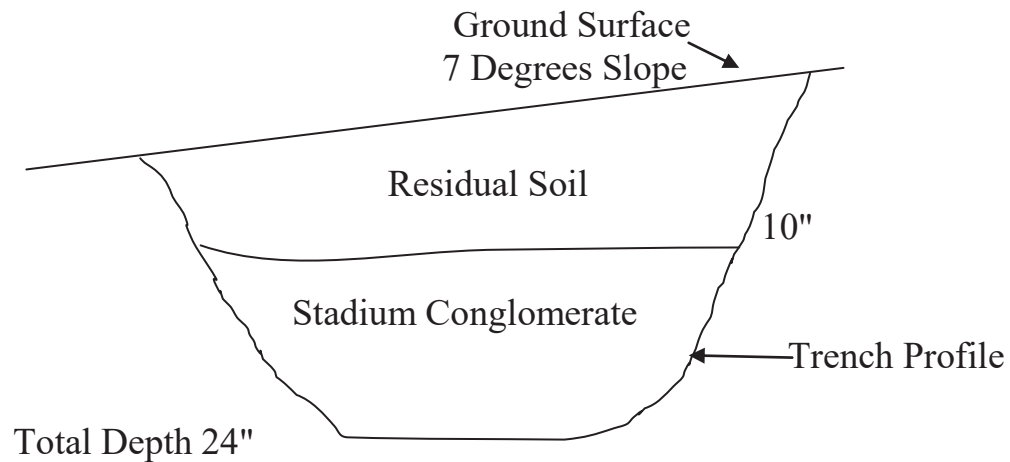 Ground Surface
7 Degrees Slope
Residual Soil
10"
Stadium Conglomerate
Trench Profile
Total Depth 24"